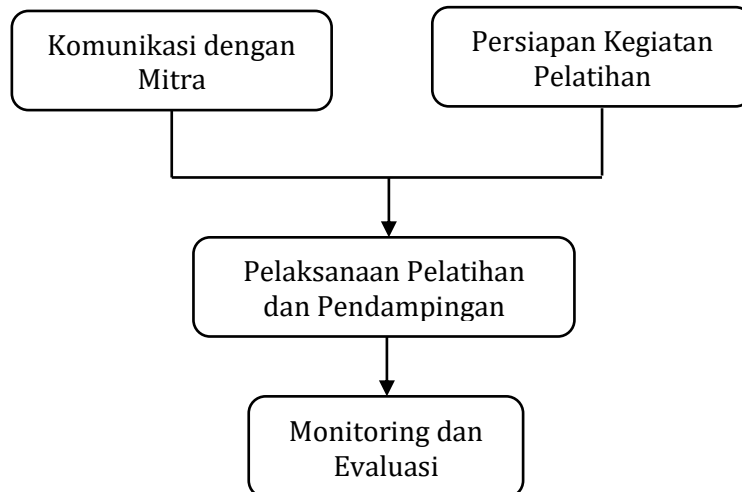 Komunikasi dengan
Mitra
Persiapan Kegiatan
Pelatihan
Pelaksanaan Pelatihan
dan Pendampingan
Monitoring dan
Evaluasi